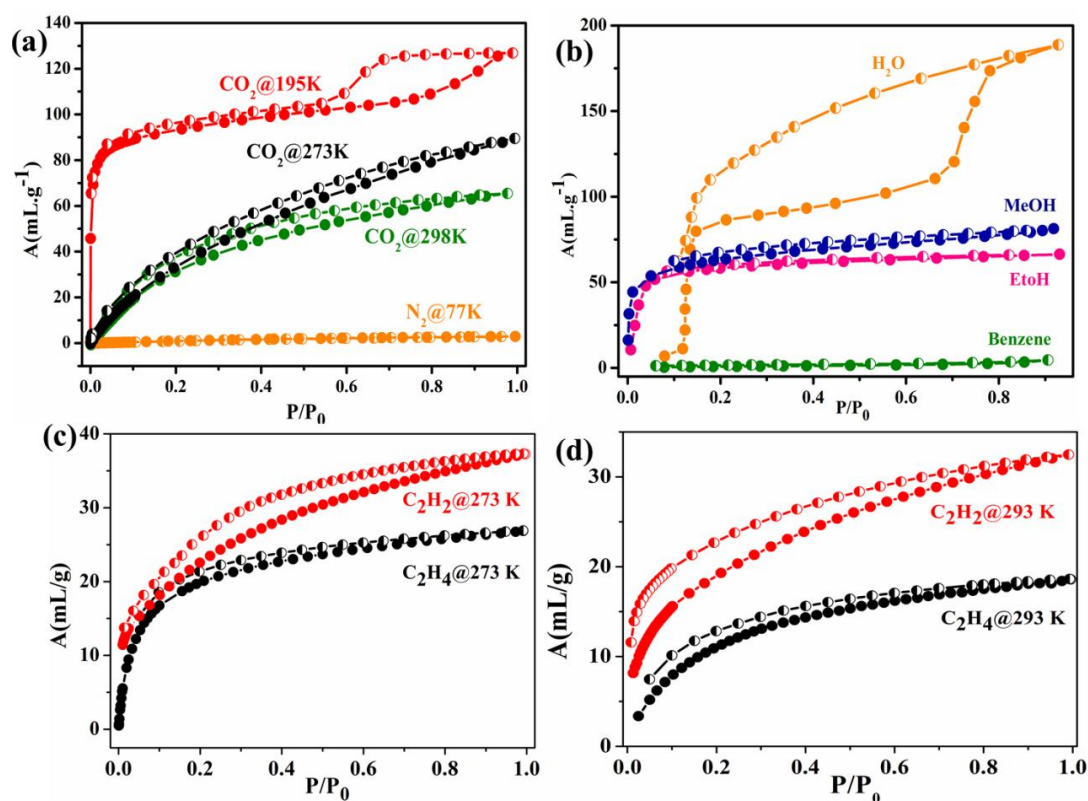 (a)
140
120
100
80
60
40
20
0
A(mL.g⁻¹)
CO₂@195K
CO₂@273K
CO₂@298K
N₂@77K
0.0 0.2 0.4 0.6 0.8 1.0
P/P₀
(b)
200
150
100
50
0
A(mL.g⁻¹)
H₂O
MeOH
EtoH
Benzene
0.0 0.2 0.4 0.6 0.8
P/P₀
(c)
40
30
20
10
0
A(mL/g)
C₂H₂@273 K
C₂H₄@273 K
0.0 0.2 0.4 0.6 0.8 1.0
P/P₀
(d)
30
20
10
0
A(mL/g)
C₂H₂@293 K
C₂H₄@293 K
0.0 0.2 0.4 0.6 0.8 1.0
P/P₀